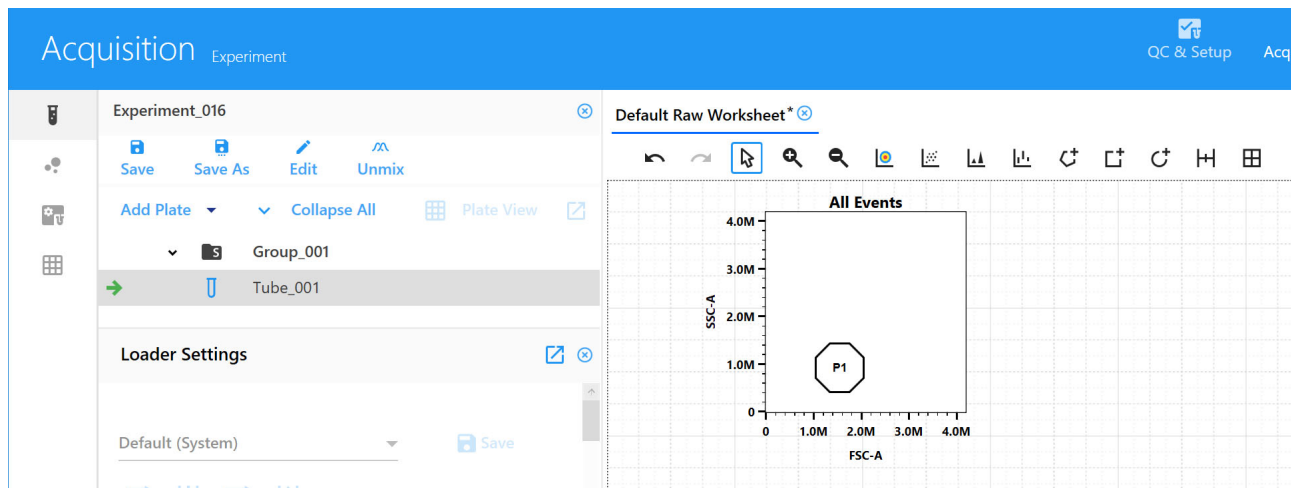 Acquisition Experiment
QC & Setup
Acq
Experiment_016
Save
Save As
Edit
Unmix
Add Plate
Collapse All
Plate View
S
Group_001
Tube_001
Loader Settings
Default (System)
Save
Default Raw Worksheet*
All Events
4.0M
3.0M
2.0M
1.0M
0
SSC-A
P1
0 1.0M 2.0M 3.0M 4.0M
FSC-A